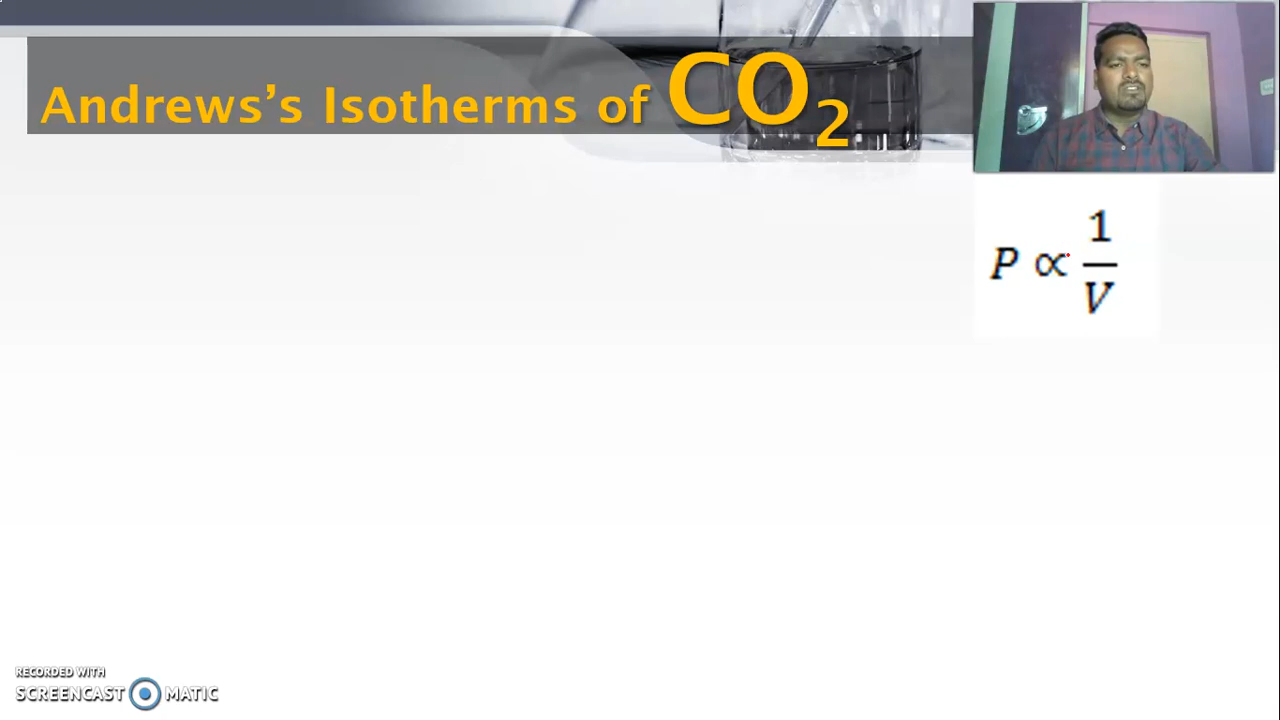 Andrews’s Isotherms of CO₂
P ∝ 1/V
RECORDED WITH
SCREENCAST MATIC